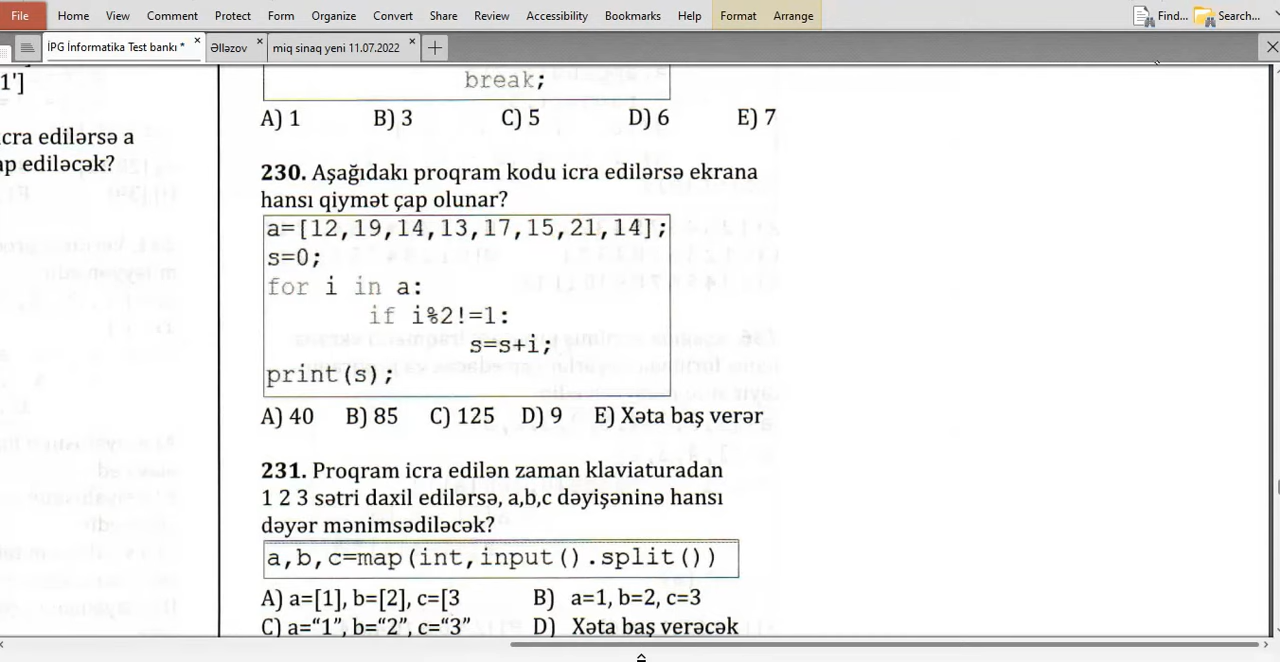 File Home View Comment Protect Form Organize Convert Share Review Accessibility Bookmarks Help Format Arrange Find... Search...
İPG İnformatika Test bankı * Əlləzov miq sinaq yeni 11.07.2022
1']
cra edilərsə a
ap ediləcək?
break;
A) 1 B) 3 C) 5 D) 6 E) 7
230. Aşağıdakı proqram kodu icra edilərsə ekrana
hansı qiymət çap olunar?
a=[12,19,14,13,17,15,21,14];
s=0;
for i in a:
if i%2!=1:
s=s+i;
print(s);
A) 40 B) 85 C) 125 D) 9 E) Xəta baş verər
231. Proqram icra edilən zaman klaviaturadan
1 2 3 sətri daxil edilərsə, a,b,c dəyişəninə hansı
dəyər mənimsədiləcək?
a,b,c=map(int,input().split())
A) a=[1], b=[2], c=[3 B) a=1, b=2, c=3
C) a=“1”, b=“2”, c=“3” D) Xəta baş verəcək